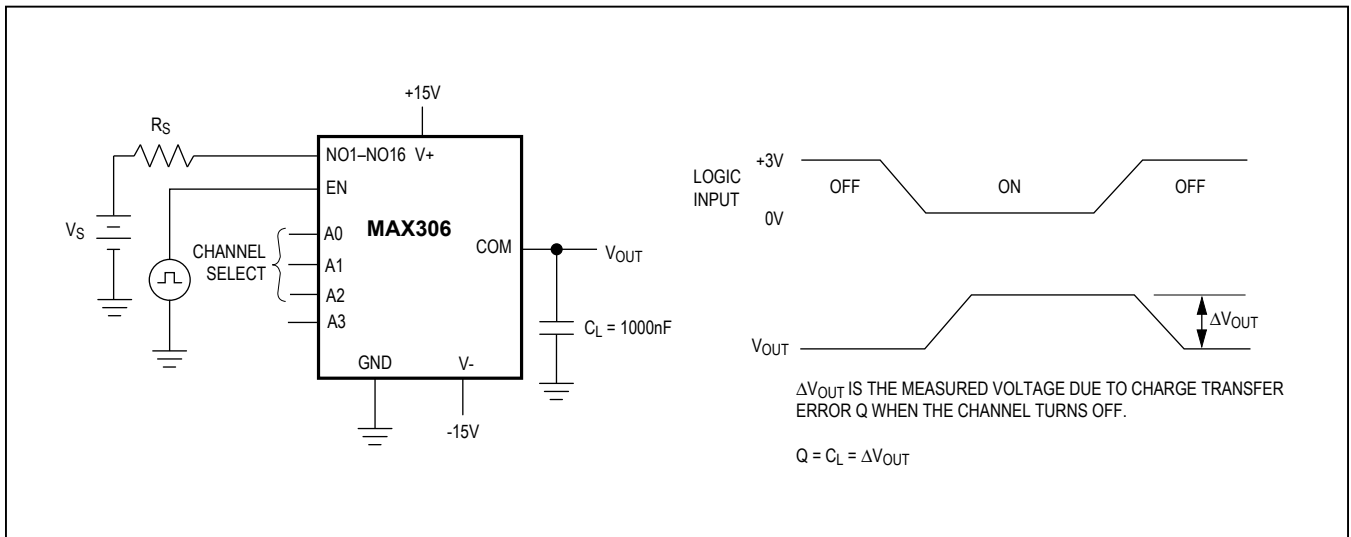 +15V
RS
NO1–NO16 V+
EN
VS
A0
MAX306
CHANNEL
SELECT
A1
A2
A3
COM
VOUT
CL = 1000nF
GND
V-
-15V
LOGIC
INPUT
+3V
0V
OFF
ON
OFF
VOUT
ΔVOUT
ΔVOUT IS THE MEASURED VOLTAGE DUE TO CHARGE TRANSFER
ERROR Q WHEN THE CHANNEL TURNS OFF.
Q = CL = ΔVOUT